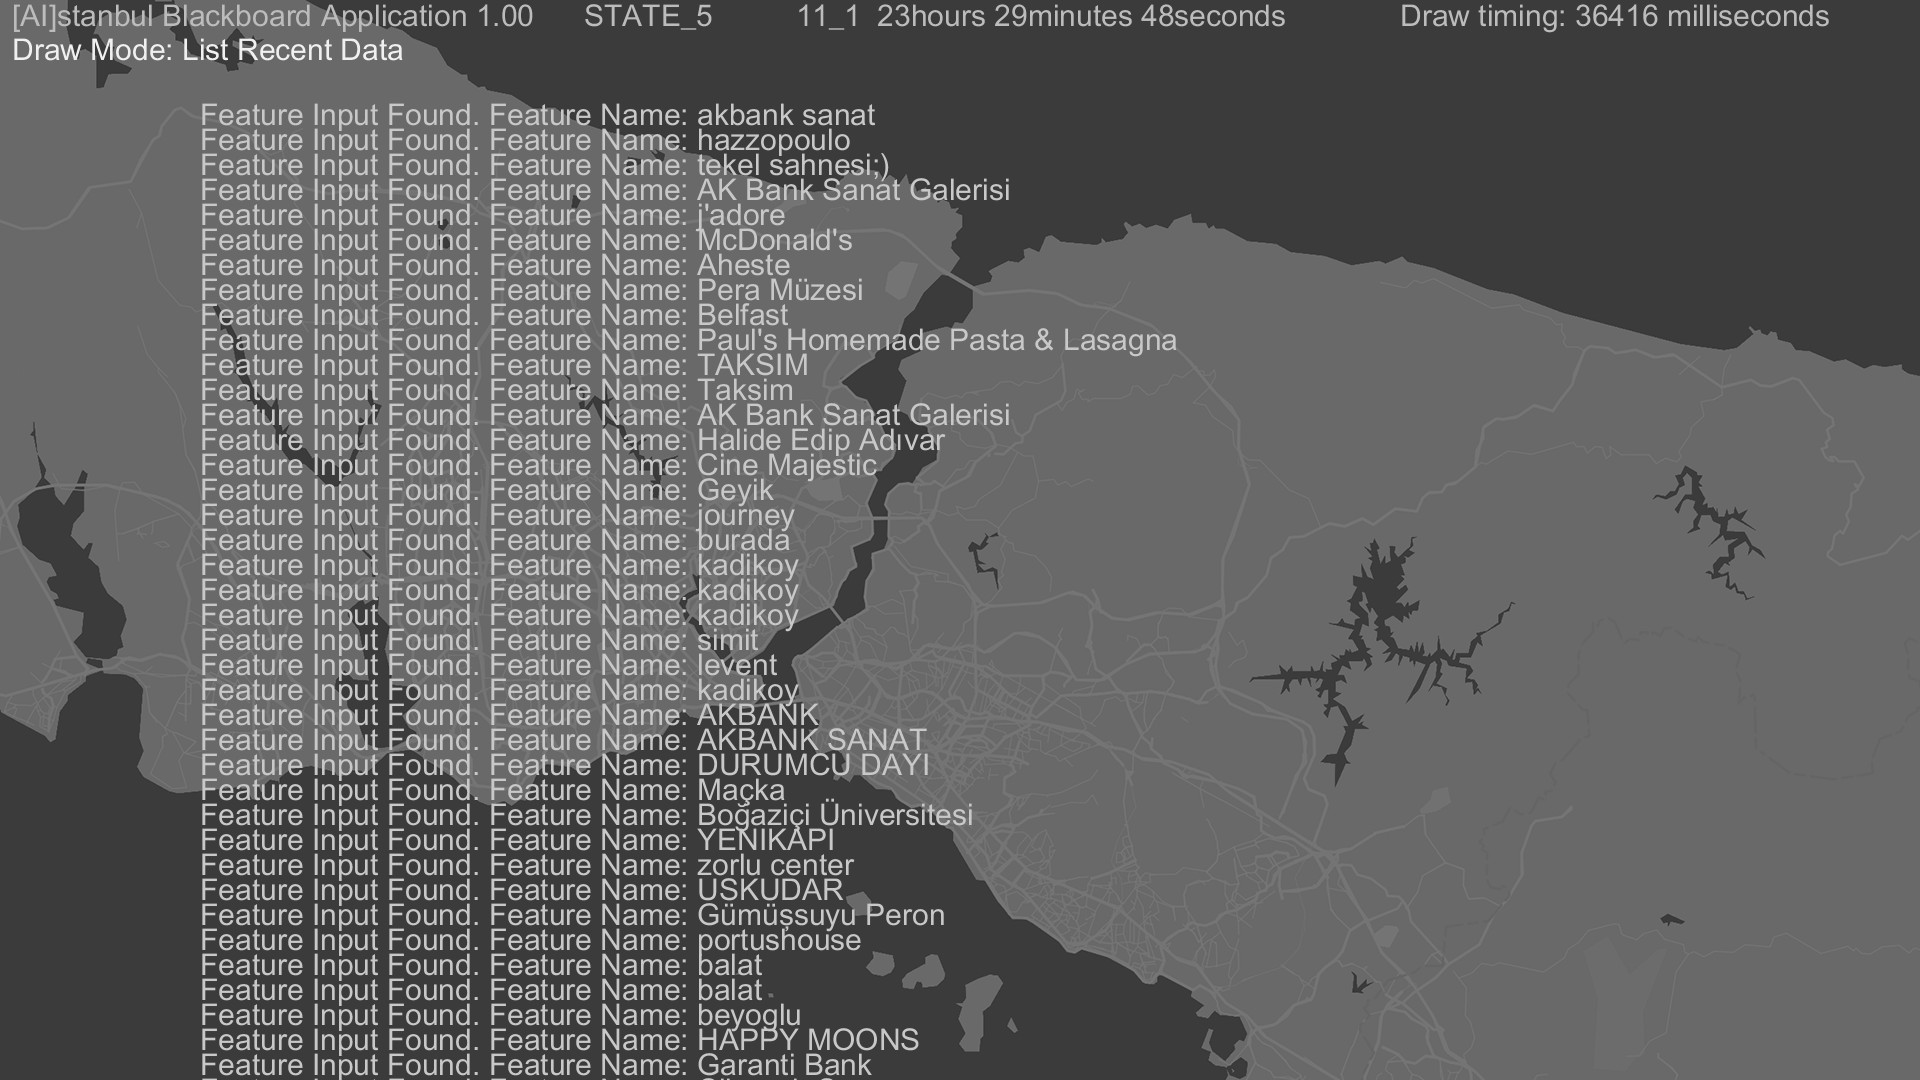 [AI]stanbul Blackboard Application 1.00 STATE_5 11_1 23hours 29minutes 48seconds Draw timing: 36416 milliseconds
Draw Mode: List Recent Data
Feature Input Found. Feature Name: akbank sanat
Feature Input Found. Feature Name: hazzopoulo
Feature Input Found. Feature Name: tekel sahnesi;)
Feature Input Found. Feature Name: AK Bank Sanat Galerisi
Feature Input Found. Feature Name: j'adore
Feature Input Found. Feature Name: McDonald's
Feature Input Found. Feature Name: Aheste
Feature Input Found. Feature Name: Pera Müzesi
Feature Input Found. Feature Name: Belfast
Feature Input Found. Feature Name: Paul's Homemade Pasta & Lasagna
Feature Input Found. Feature Name: TAKSIM
Feature Input Found. Feature Name: Taksim
Feature Input Found. Feature Name: AK Bank Sanat Galerisi
Feature Input Found. Feature Name: Halide Edip Adıvar
Feature Input Found. Feature Name: Cine Majestic
Feature Input Found. Feature Name: Geyik
Feature Input Found. Feature Name: journey
Feature Input Found. Feature Name: burada
Feature Input Found. Feature Name: kadikoy
Feature Input Found. Feature Name: kadikoy
Feature Input Found. Feature Name: kadikoy
Feature Input Found. Feature Name: simit
Feature Input Found. Feature Name: levent
Feature Input Found. Feature Name: kadikoy
Feature Input Found. Feature Name: AKBANK
Feature Input Found. Feature Name: AKBANK SANAT
Feature Input Found. Feature Name: DURUMCU DAYI
Feature Input Found. Feature Name: Maçka
Feature Input Found. Feature Name: Boğaziçi Üniversitesi
Feature Input Found. Feature Name: YENIKAPI
Feature Input Found. Feature Name: zorlu center
Feature Input Found. Feature Name: USKUDAR
Feature Input Found. Feature Name: Gümüşsuyu Peron
Feature Input Found. Feature Name: portushouse
Feature Input Found. Feature Name: balat
Feature Input Found. Feature Name: balat
Feature Input Found. Feature Name: beyoglu
Feature Input Found. Feature Name: HAPPY MOONS
Feature Input Found. Feature Name: Garanti Bank